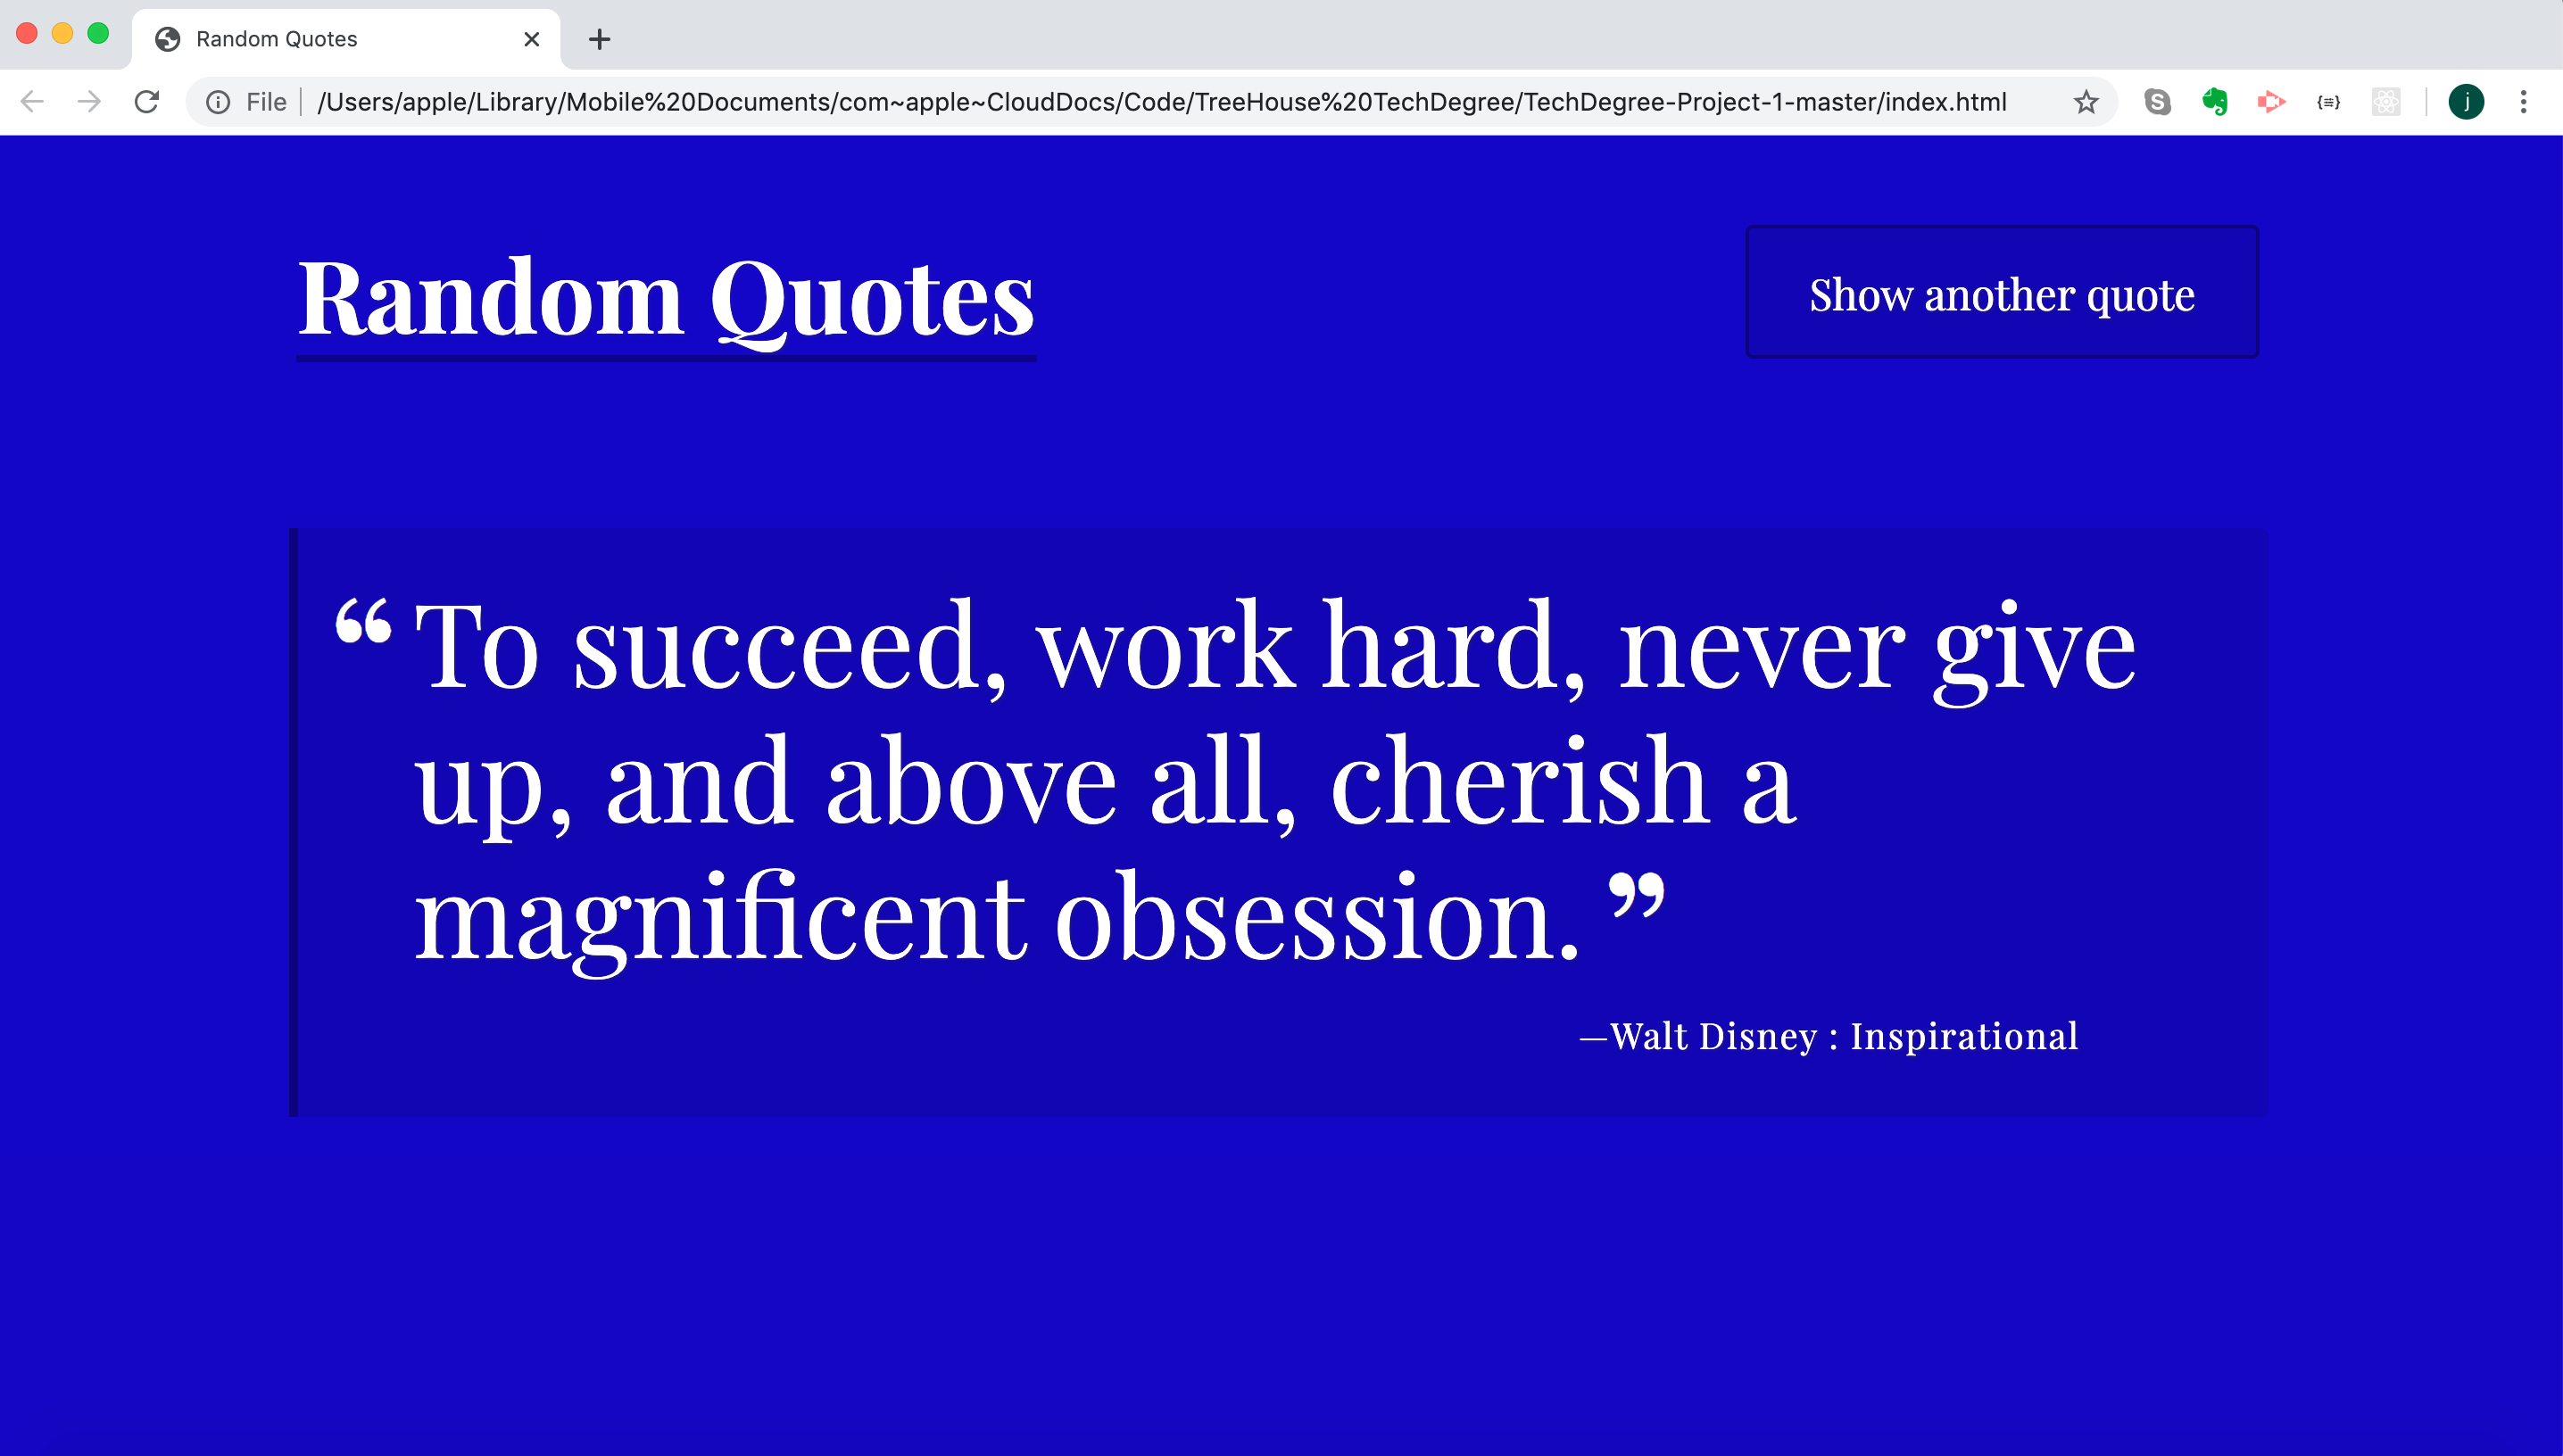 Random Quotes
File /Users/apple/Library/Mobile%20Documents/com~apple~CloudDocs/Code/TreeHouse%20TechDegree/TechDegree-Project-1-master/index.html
S
{≡}
j
Random Quotes
Show another quote
“ To succeed, work hard, never give
up, and above all, cherish a
magnificent obsession. ”
—Walt Disney : Inspirational